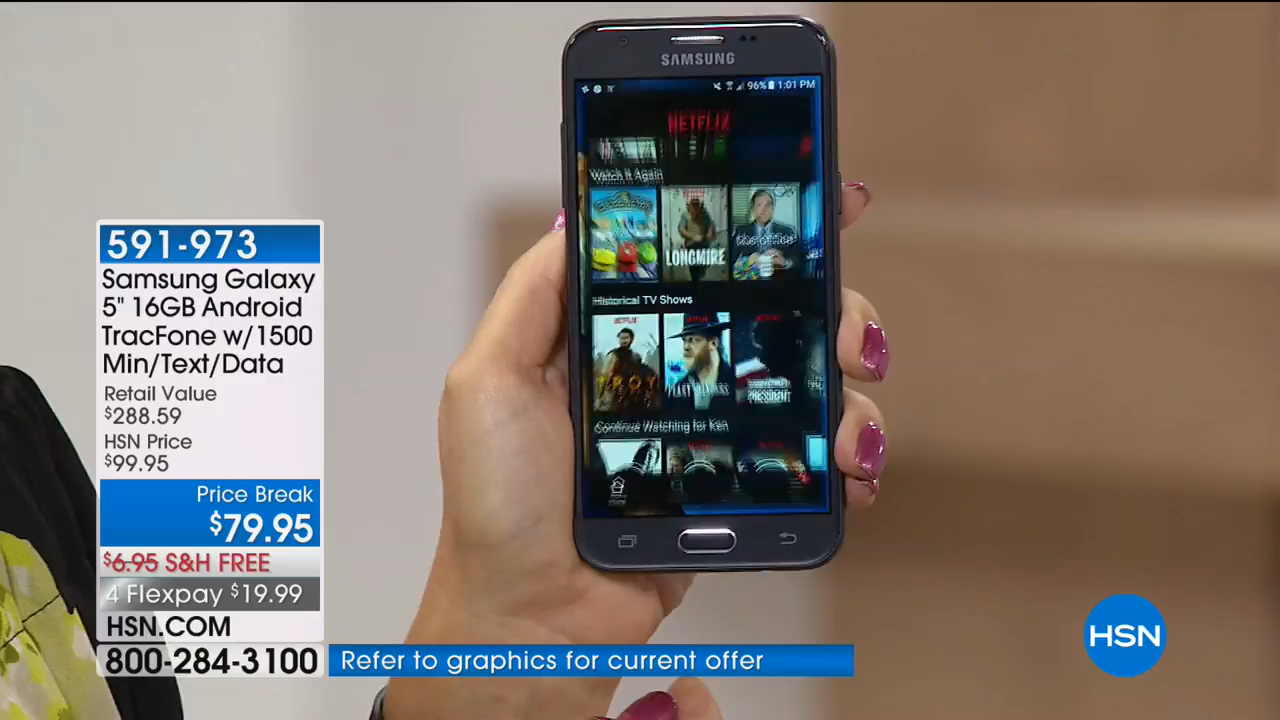 591-973
Samsung Galaxy
5" 16GB Android
TracFone w/1500
Min/Text/Data
Retail Value
$288.59
HSN Price
$99.95
Price Break
$79.95
$6.95 S&H FREE
4 Flexpay $19.99
HSN.COM
800-284-3100
Refer to graphics for current offer
HSN
SAMSUNG
96% 1:01 PM
NETFLIX
Watch It Again
LONGMIRE
the office
Historical TV Shows
NETFLIX
TROY
PRESIDENT
Continue Watching for Ken